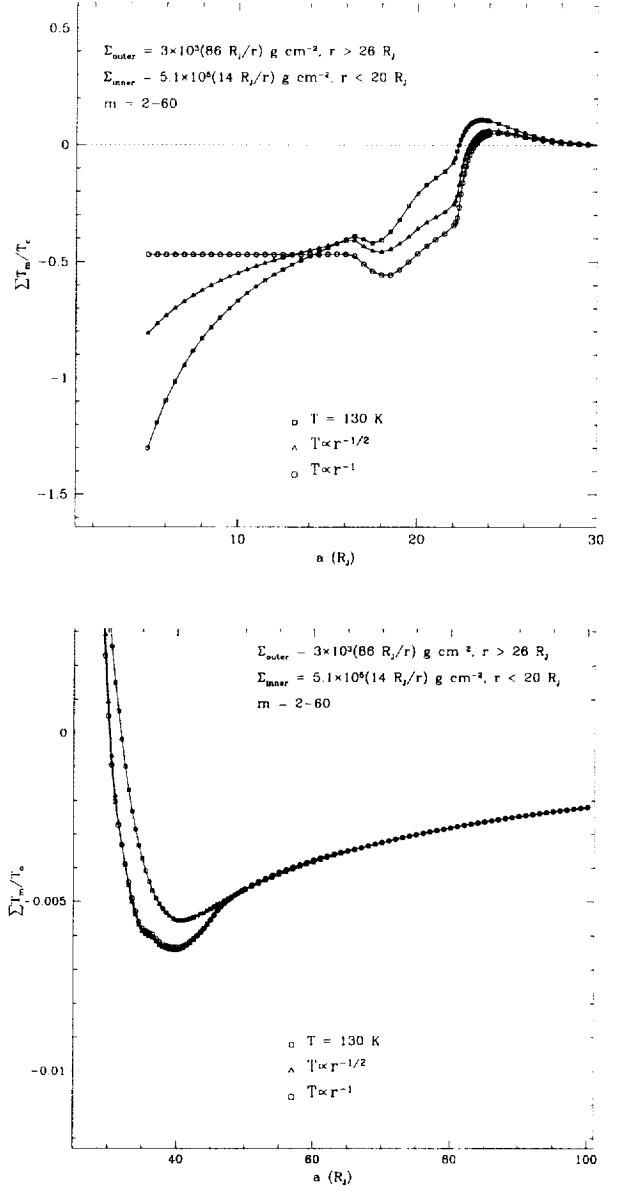 Σouter = 3×10³(86 RJ/r) g cm⁻², r > 26 RJ
Σinner − 5.1×10⁵(14 RJ/r) g cm⁻², r < 20 RJ
m = 2−60
0.5
0
−0.5
−1
−1.5
ΣTm/Tc
□ T = 130 K
△ T∝r⁻¹/²
○ T∝r⁻¹
10
20
30
a (RJ)
Σouter − 3×10³(86 RJ/r) g cm⁻², r > 26 RJ
Σinner = 5.1×10⁵(14 RJ/r) g cm⁻², r < 20 RJ
m − 2−60
0
−0.005
−0.01
ΣTm/Tc
□ T = 130 K
△ T∝r⁻¹/²
○ T∝r⁻¹
40
60
80
100
a (RJ)